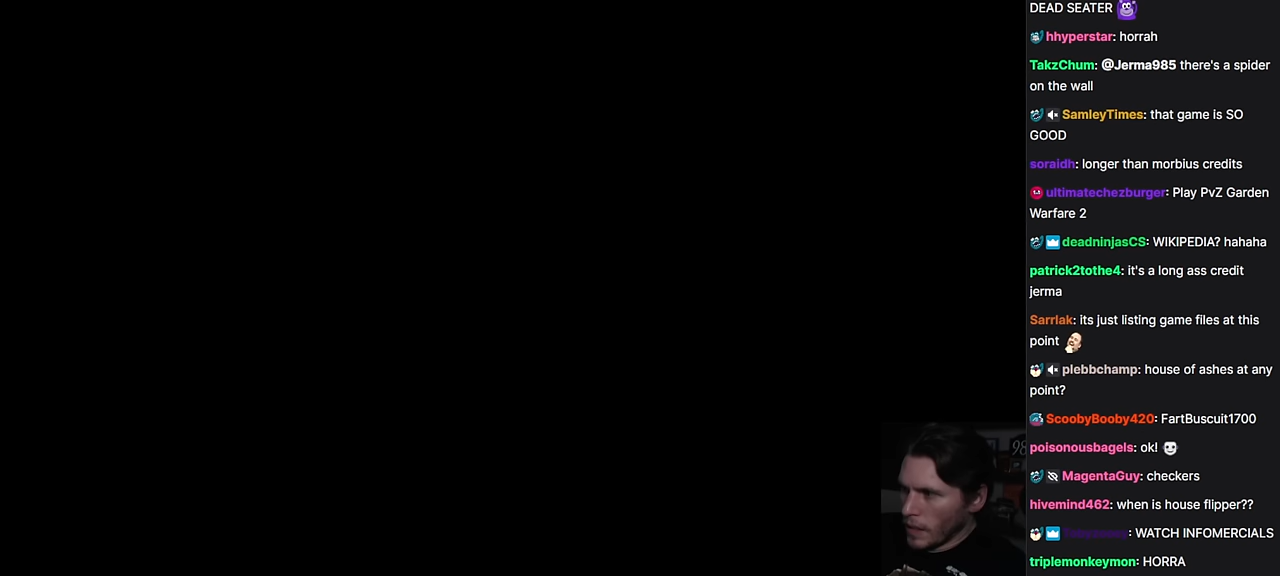 DEAD SEATER
hhyperstar: horrah
TakzChum: @Jerma985 there's a spider
on the wall
SamleyTimes: that game is SO
GOOD
soraidh: longer than morbius credits
ultimatechezburger: Play PvZ Garden
Warfare 2
deadninjasCS: WIKIPEDIA? hahaha
patrick2tothe4: it's a long ass credit
jerma
Sarrlak: its just listing game files at this
point
plebbchamp: house of ashes at any
point?
ScoobyBooby420: FartBuscuit1700
98
poisonousbagels: ok!
MagentaGuy: checkers
hivemind462: when is house flipper??
: WATCH INFOMERCIALS
triplemonkeymon: HORRA